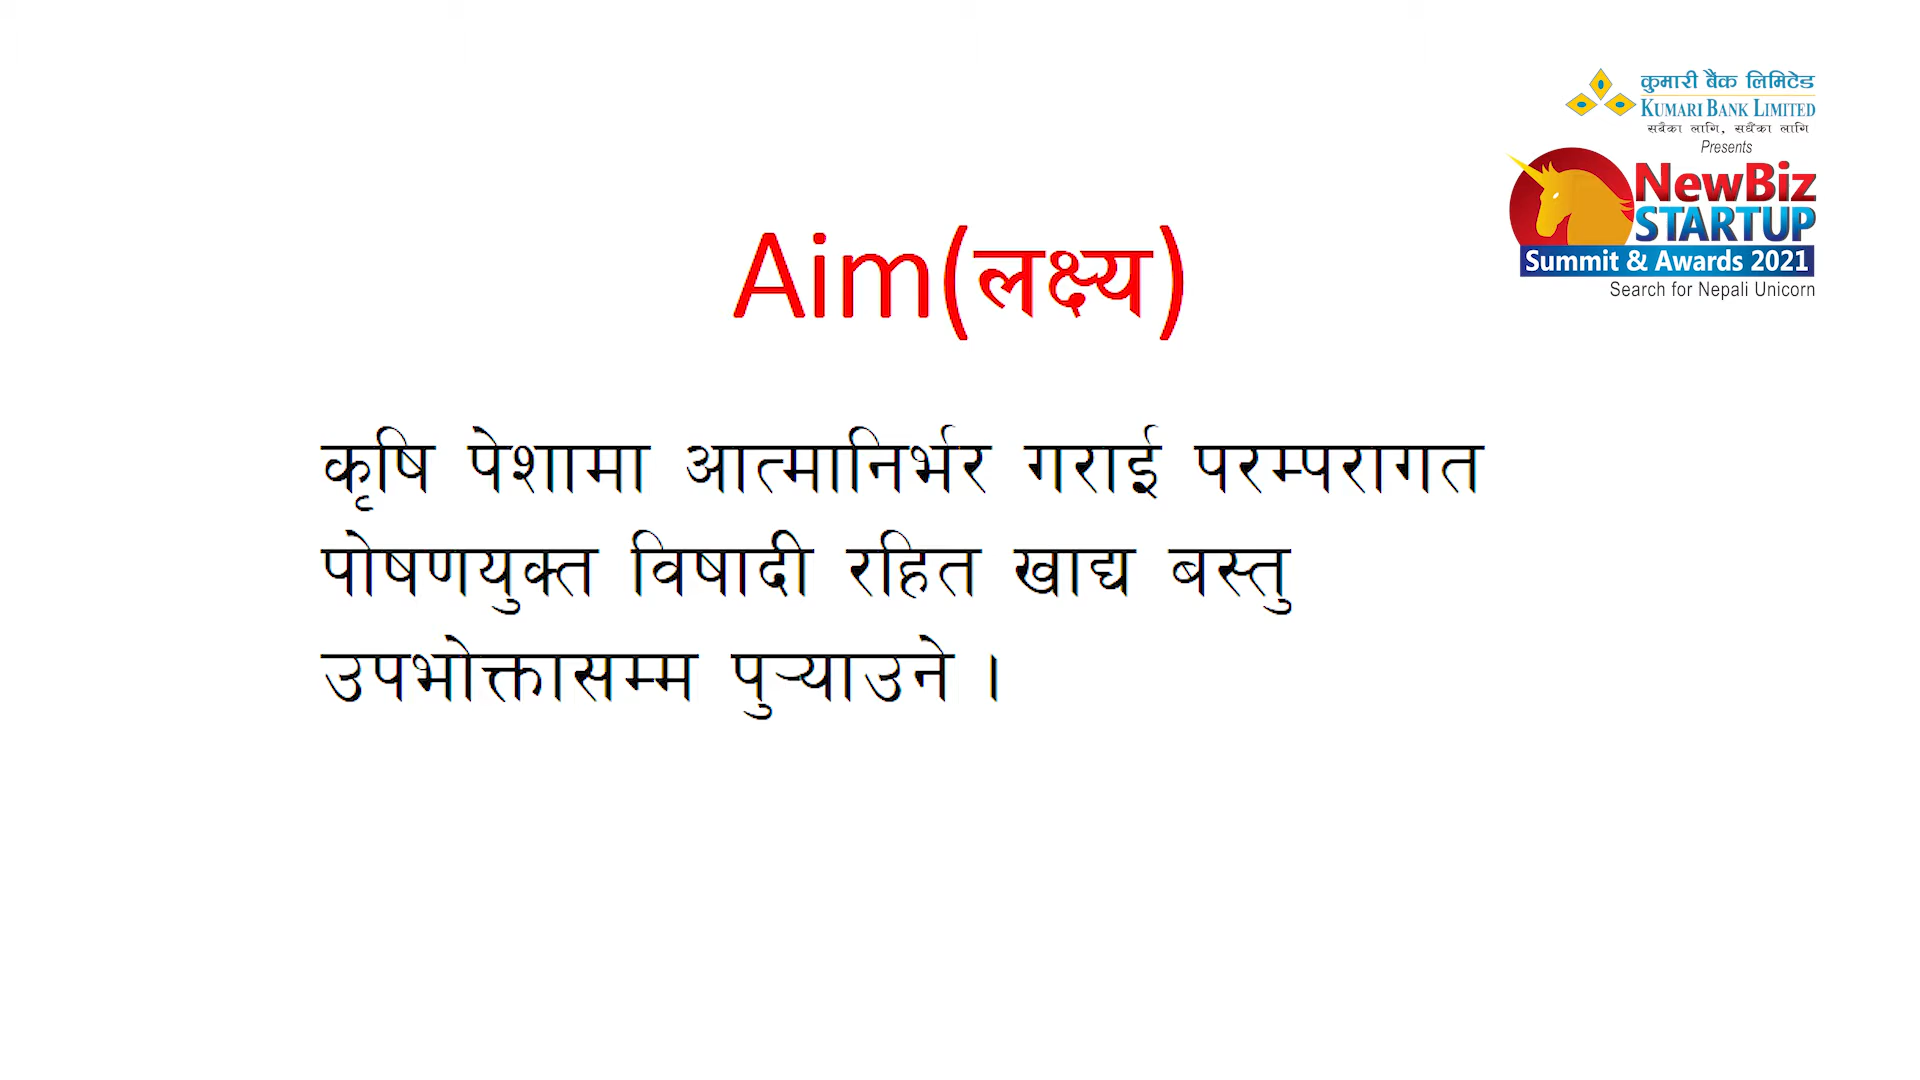 कुमारी बैंक लिमिटेड
KUMARI BANK LIMITED
सबैका लागि, सधैंका लागि
Presents
NewBiz
STARTUP
Summit & Awards 2021
Search for Nepali Unicorn
Aim(लक्ष्य)
कृषि पेशामा आत्मानिर्भर गराई परम्परागत
पोषणयुक्त विषादी रहित खाद्य बस्तु
उपभोक्तासम्म पुऱ्याउने ।